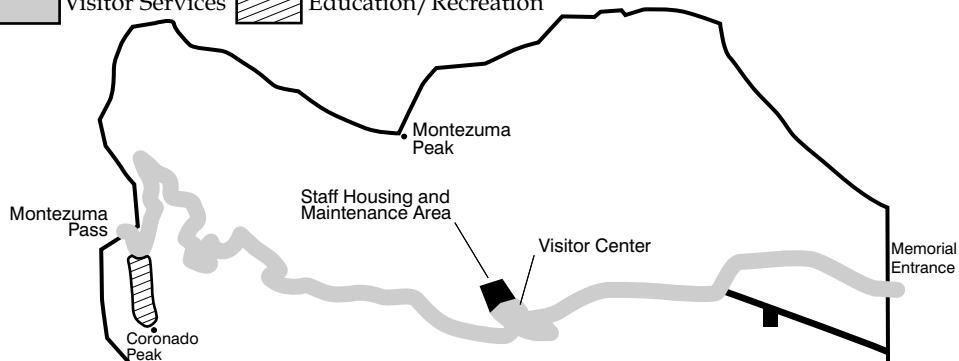 Visitor Services Education/Recreation
Montezuma
Peak
Staff Housing and
Maintenance Area
Montezuma
Pass
Visitor Center
Memorial
Entrance
Coronado
Peak